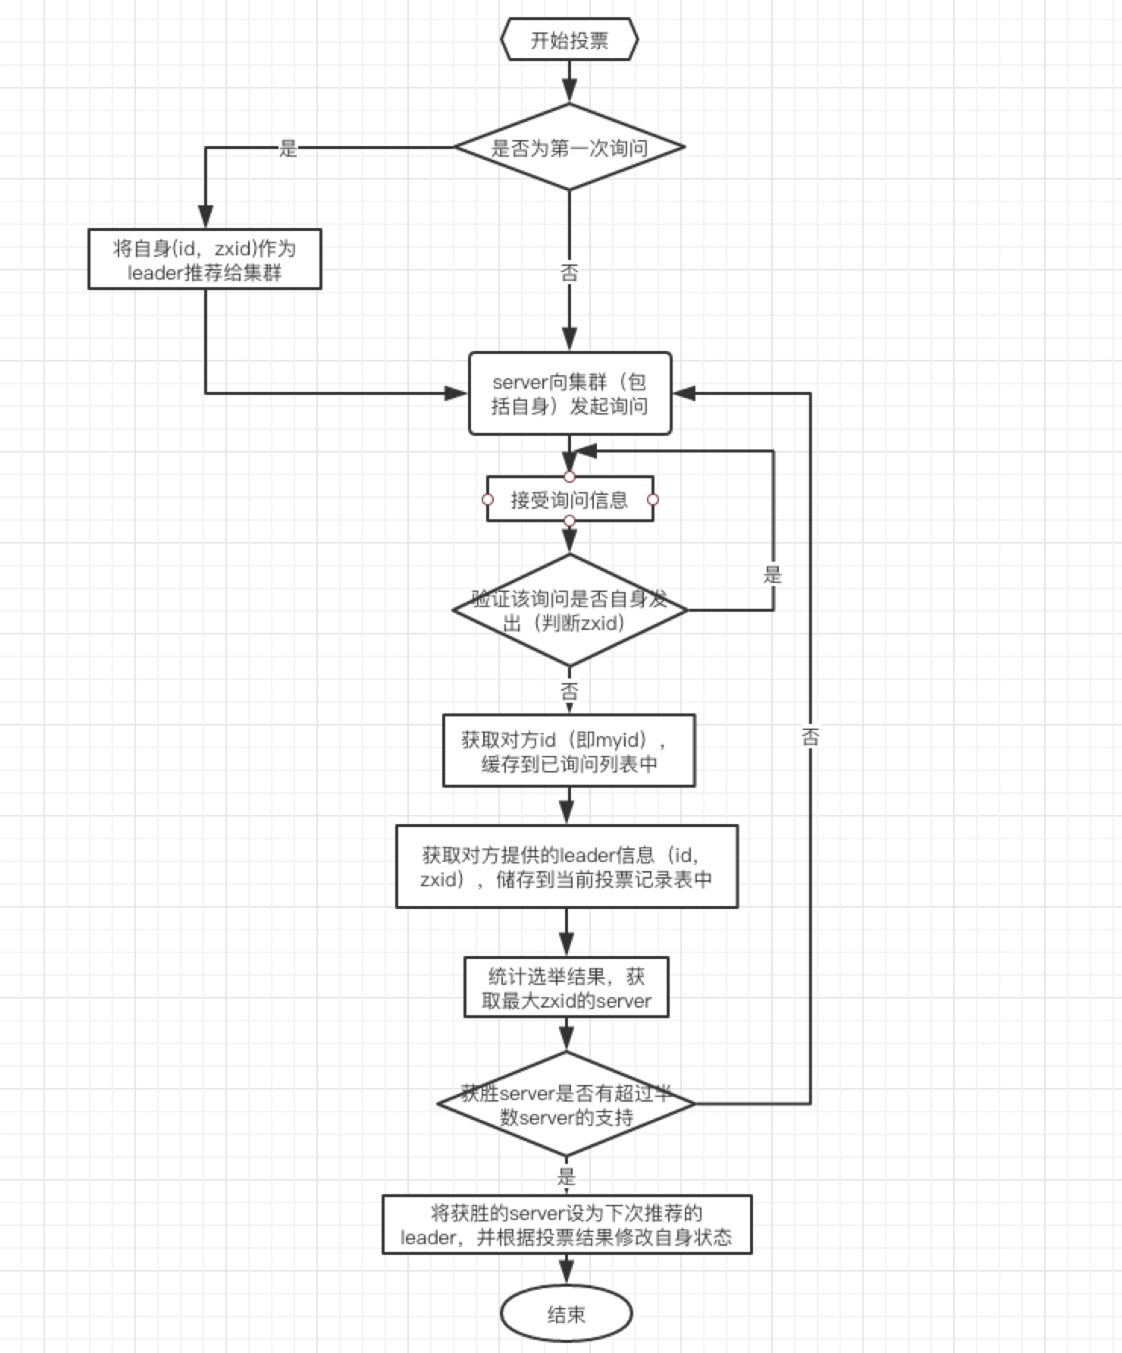 开始投票
是否为第一次询问
是
将自身(id，zxid)作为
leader推荐给集群
否
server向集群（包
括自身）发起询问
接受询问信息
是
验证该询问是否自身发
出（判断zxid）
否
获取对方id（即myid），
缓存到已询问列表中
否
获取对方提供的leader信息（id，
zxid），储存到当前投票记录表中
统计选举结果，获
取最大zxid的server
获胜server是否有超过半
数server的支持
是
将获胜的server设为下次推荐的
leader，并根据投票结果修改自身状态
结束